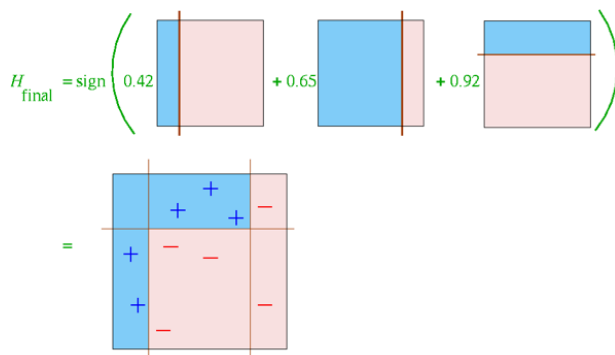 H final = sign ( 0.42 + 0.65 + 0.92 )
=
+ + + −
+ − −
+ −
−